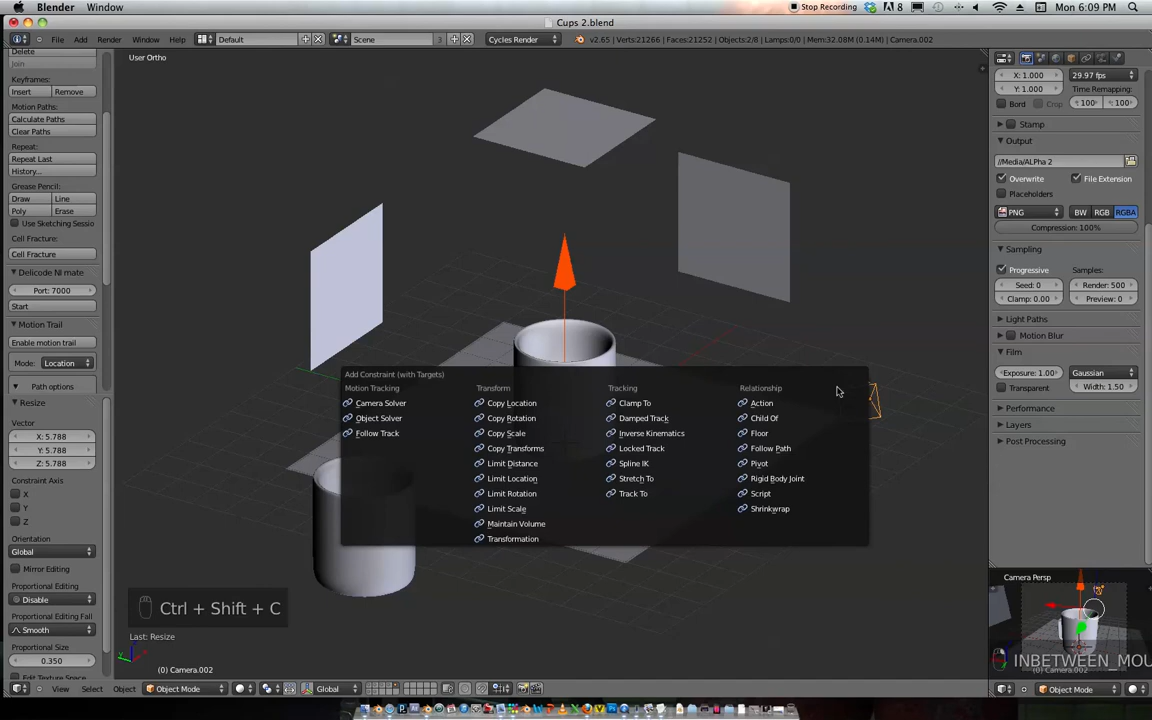 Blender Window Stop Recording 8 Mon 6:09 PM
Cups 2.blend
File Add Render Window Help Default Scene 3 Cycles Render v2.65 | Verts:21266 | Faces:21252 | Objects:2/8 | Lamps:0/0 | Mem:32.08M (0.14M) | Camera.002
Delete
Join
Keyframes:
Insert Remove
Motion Paths:
Calculate Paths
Clear Paths
Repeat:
Repeat Last
History...
Grease Pencil:
Draw Line
Poly Erase
Use Sketching Sessio
Cell Fracture:
Cell Fracture
Delicode NI mate
Port: 7000
Start
Motion Trail
Enable motion trail
Mode: Location
Path options
Resize
Vector
X: 5.788
Y: 5.788
Z: 5.788
Constraint Axis
X
Y
Z
Orientation
Global
Mirror Editing
Proportional Editing
Disable
Proportional Editing Fall
Smooth
Proportional Size
0.350
Edit Texture Space
User Ortho
Add Constraint (with Targets)
Motion Tracking
Camera Solver
Object Solver
Follow Track
Transform
Copy Location
Copy Rotation
Copy Scale
Copy Transforms
Limit Distance
Limit Location
Limit Rotation
Limit Scale
Maintain Volume
Transformation
Tracking
Clamp To
Damped Track
Inverse Kinematics
Locked Track
Spline IK
Stretch To
Track To
Relationship
Action
Child Of
Floor
Follow Path
Pivot
Rigid Body Joint
Script
Shrinkwrap
Ctrl + Shift + C
Last: Resize
(0) Camera.002
View Select Object Object Mode Global
X: 1.000 29.97 fps
Y: 1.000 Time Remapping:
Bord Crop 100 100
Stamp
Output
//Media/ALPha 2
Overwrite File Extension
Placeholders
PNG BW RGB RGBA
Compression: 100%
Sampling
Progressive Samples:
Seed: 0 Render: 500
Clamp: 0.00 Preview: 0
Light Paths
Motion Blur
Film
Exposure: 1.00 Gaussian
Transparent Width: 1.50
Performance
Layers
Post Processing
Camera Persp
INBETWEEN_MOU
Object Mode